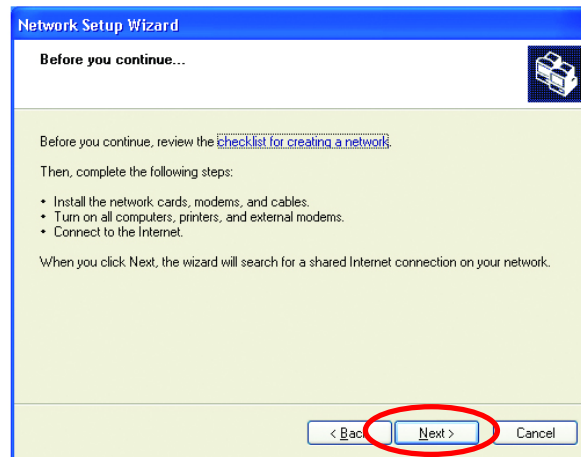 Network Setup Wizard
Before you continue...
Before you continue, review the checklist for creating a network.
Then, complete the following steps:
• Install the network cards, modems, and cables.
• Turn on all computers, printers, and external modems.
• Connect to the Internet.
When you click Next, the wizard will search for a shared Internet connection on your network.
< Back Next > Cancel